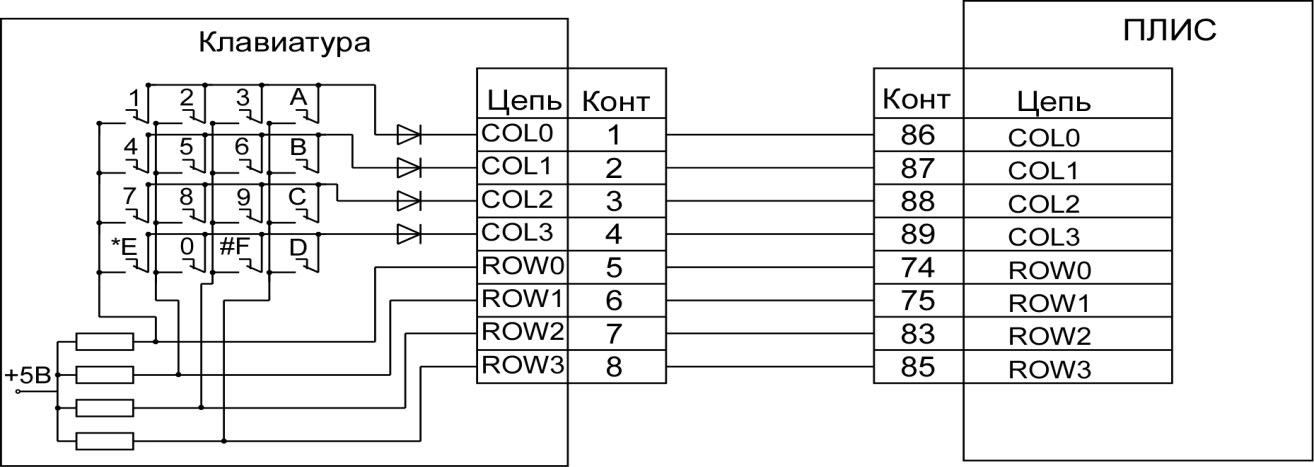 ПЛИС
Клавиатура
1 2 3 A
Цепь Конт Конт Цепь
COL0 1 86 COL0
4 5 6 B
COL1 2 87 COL1
7 8 9 C
COL2 3 88 COL2
COL3 4 89 COL3
*E 0 #F D
ROW0 5 74 ROW0
ROW1 6 75 ROW1
ROW2 7 83 ROW2
ROW3 8 85 ROW3
+5В